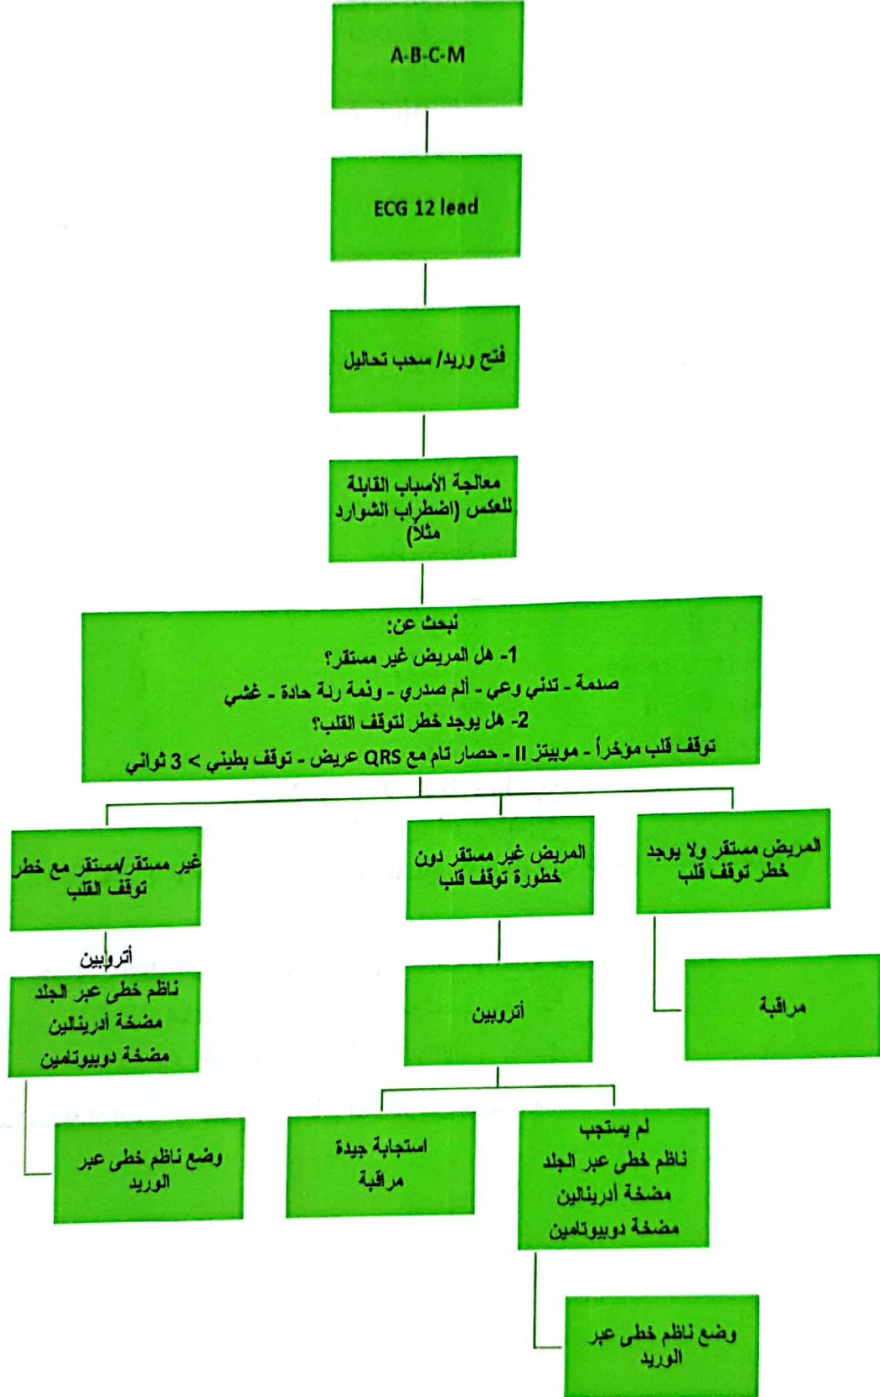 A-B-C-M
ECG 12 lead
فتح وريد/ سحب تحاليل
معالجة الأسباب القابلة
للعكس (اضطراب الشوارد
مثلاً)
نبحث عن:
1- هل المريض غير مستقر؟
صدمة - تدني وعي - ألم صدري - وذمة رئة حادة - غشي
2- هل يوجد خطر لتوقف القلب؟
توقف قلب مؤخراً - موبيتز II - حصار تام مع QRS عريض - توقف بطيني > 3 ثواني
المريض مستقر ولا يوجد
خطر توقف قلب
مراقبة
المريض غير مستقر دون
خطورة توقف قلب
أتروبين
لم يستجب
ناظم خطى عبر الجلد
مضخة أدرينالين
مضخة دوبيوتامين
وضع ناظم خطى عبر
الوريد
استجابة جيدة
مراقبة
غير مستقر/مستقر مع خطر
توقف القلب
أتروبين
ناظم خطى عبر الجلد
مضخة أدرينالين
مضخة دوبيوتامين
وضع ناظم خطى عبر
الوريد